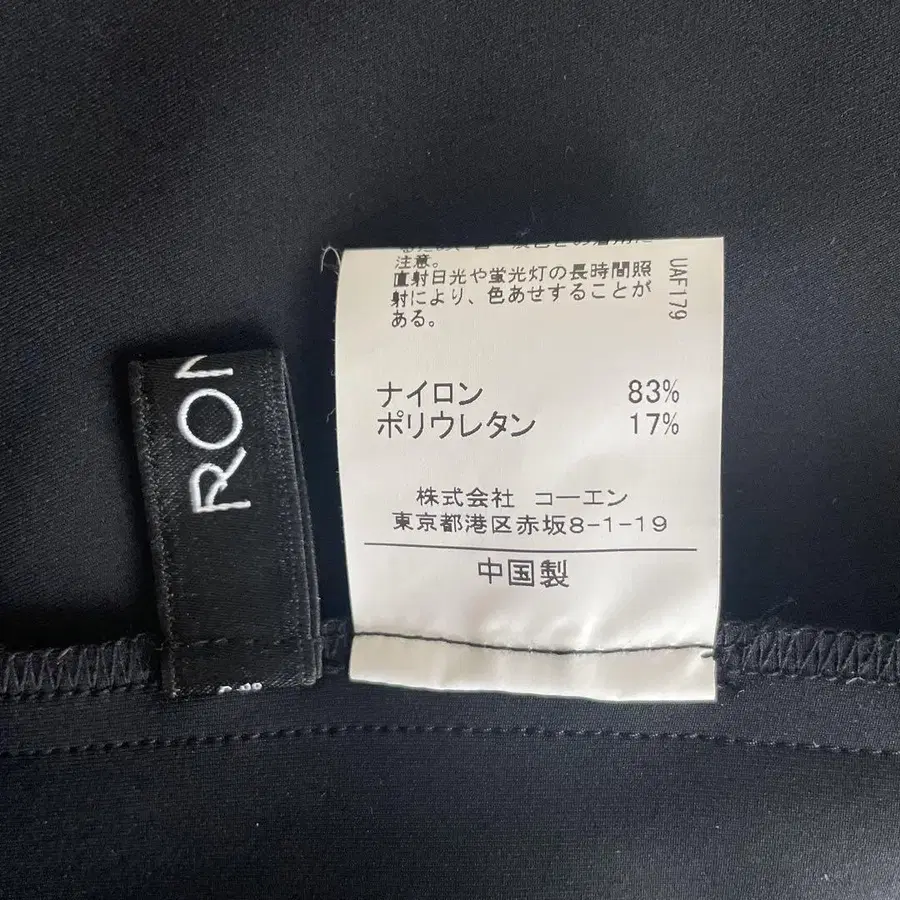 注意。
直射日光や蛍光灯の長時間照
射により、色あせすることが
ある。
UAF179
ナイロン 83%
ポリウレタン 17%
株式会社 コーエン
東京都港区赤坂8-1-19
中国製
RO